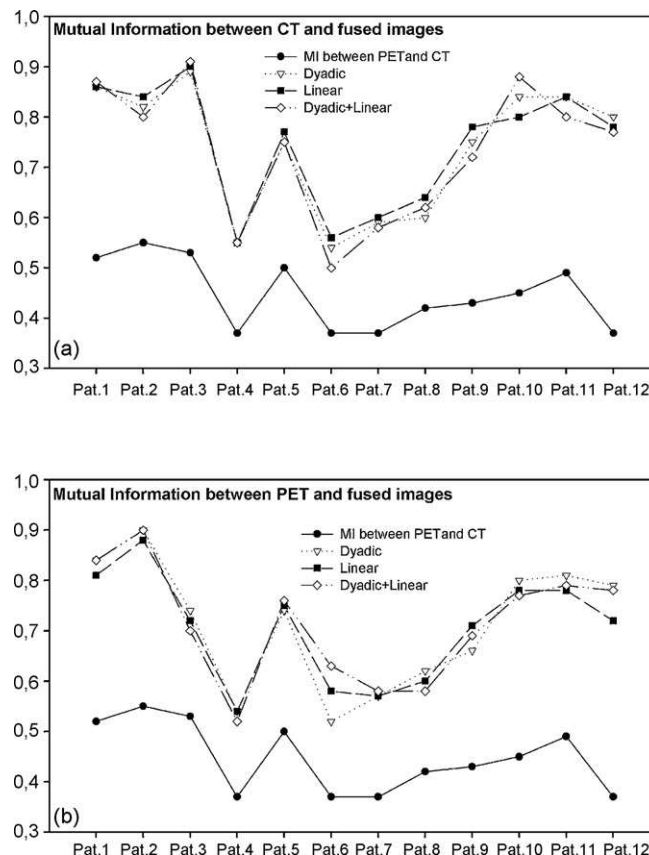 Mutual Information between CT and fused images
1,0
0,9
0,8
0,7
0,6
0,5
0,4
0,3
MI between PETand CT
Dyadic
Linear
Dyadic+Linear
(a)
Pat.1 Pat.2 Pat.3 Pat.4 Pat.5 Pat.6 Pat.7 Pat.8 Pat.9 Pat.10 Pat.11 Pat.12
Mutual Information between PET and fused images
1,0
0,9
0,8
0,7
0,6
0,5
0,4
0,3
MI between PETand CT
Dyadic
Linear
Dyadic+Linear
(b)
Pat.1 Pat.2 Pat.3 Pat.4 Pat.5 Pat.6 Pat.7 Pat.8 Pat.9 Pat.10 Pat.11 Pat.12